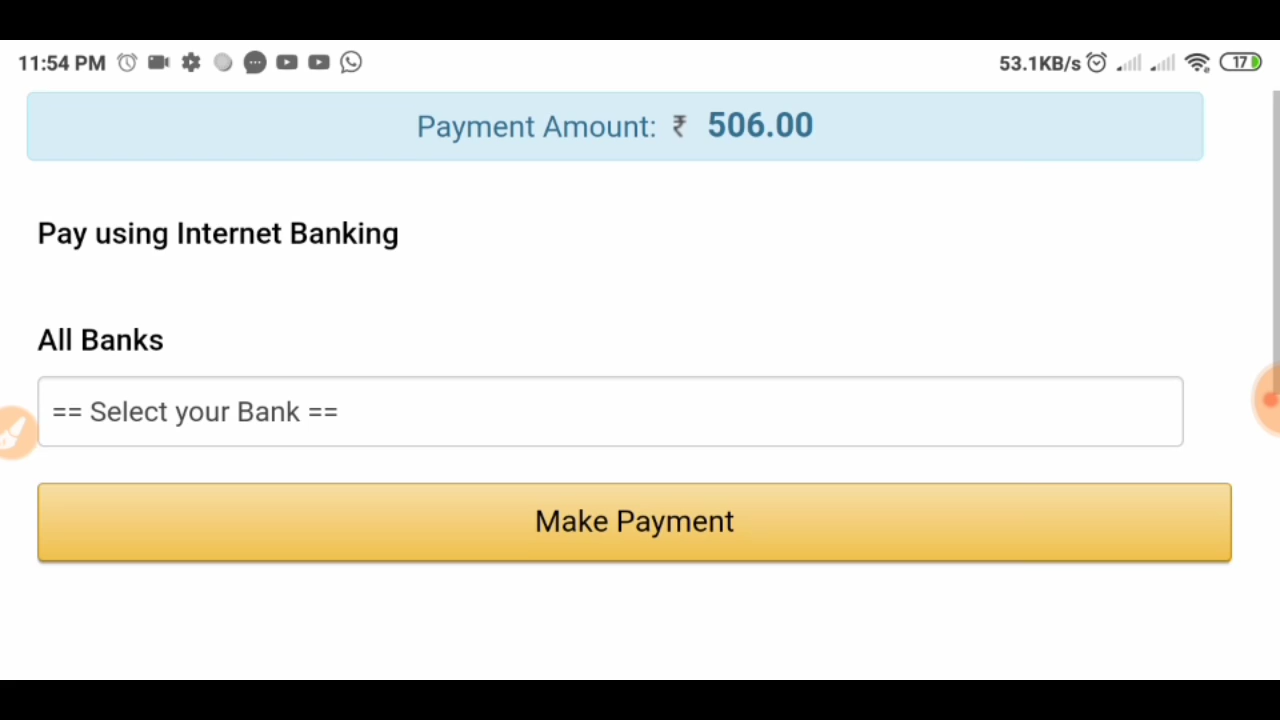 11:54 PM 53.1KB/s 17
Payment Amount: ₹ 506.00
Pay using Internet Banking
All Banks
== Select your Bank ==
Make Payment